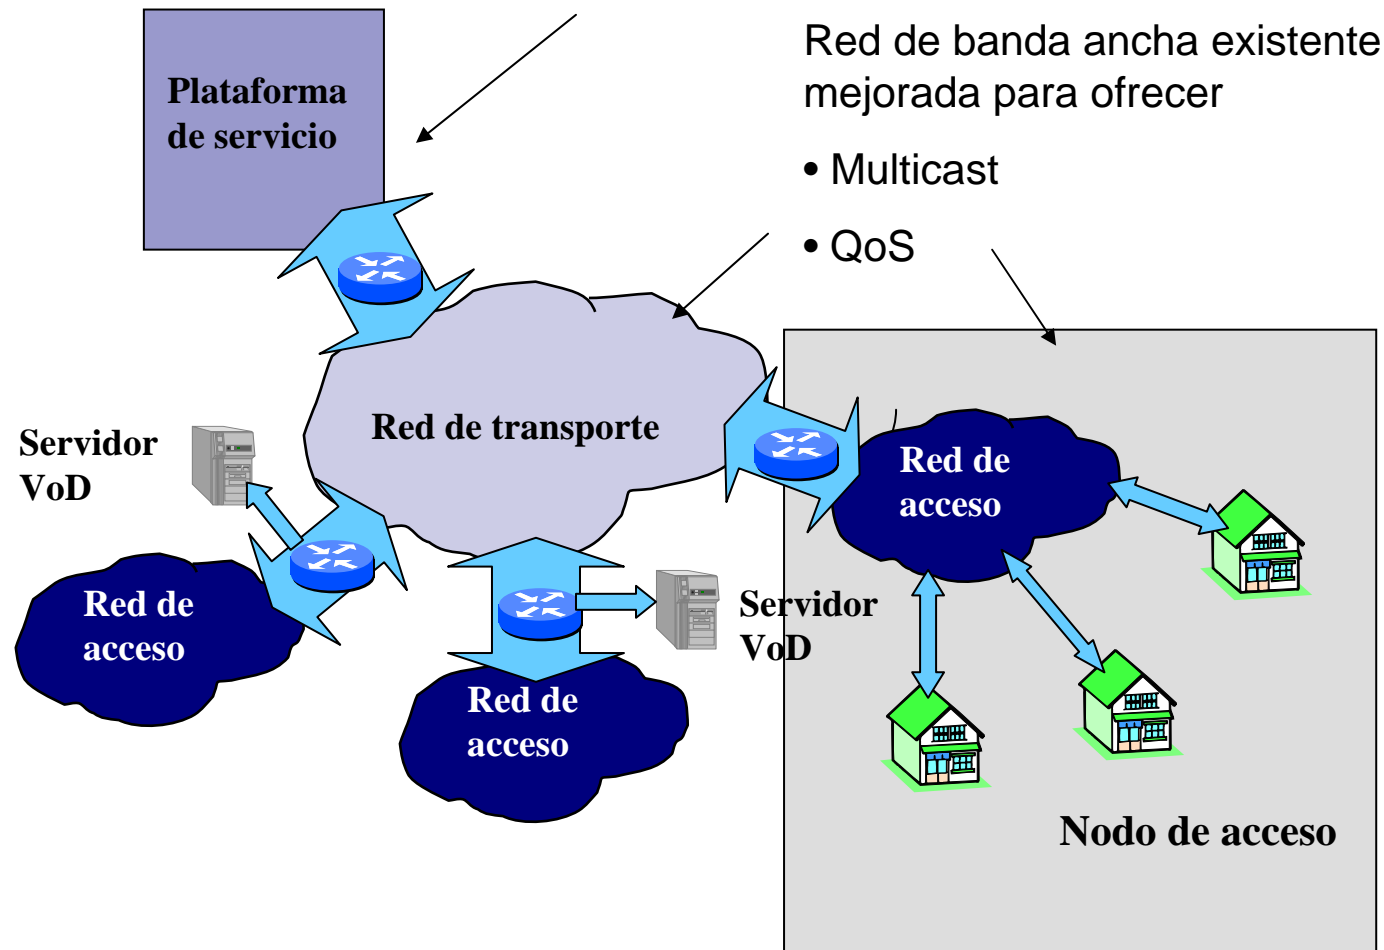 Red de banda ancha existente
mejorada para ofrecer
• Multicast
• QoS
Plataforma
de servicio
Red de transporte
Servidor
VoD
Red de
acceso
Red de
acceso
Servidor
VoD
Red de
acceso
Nodo de acceso